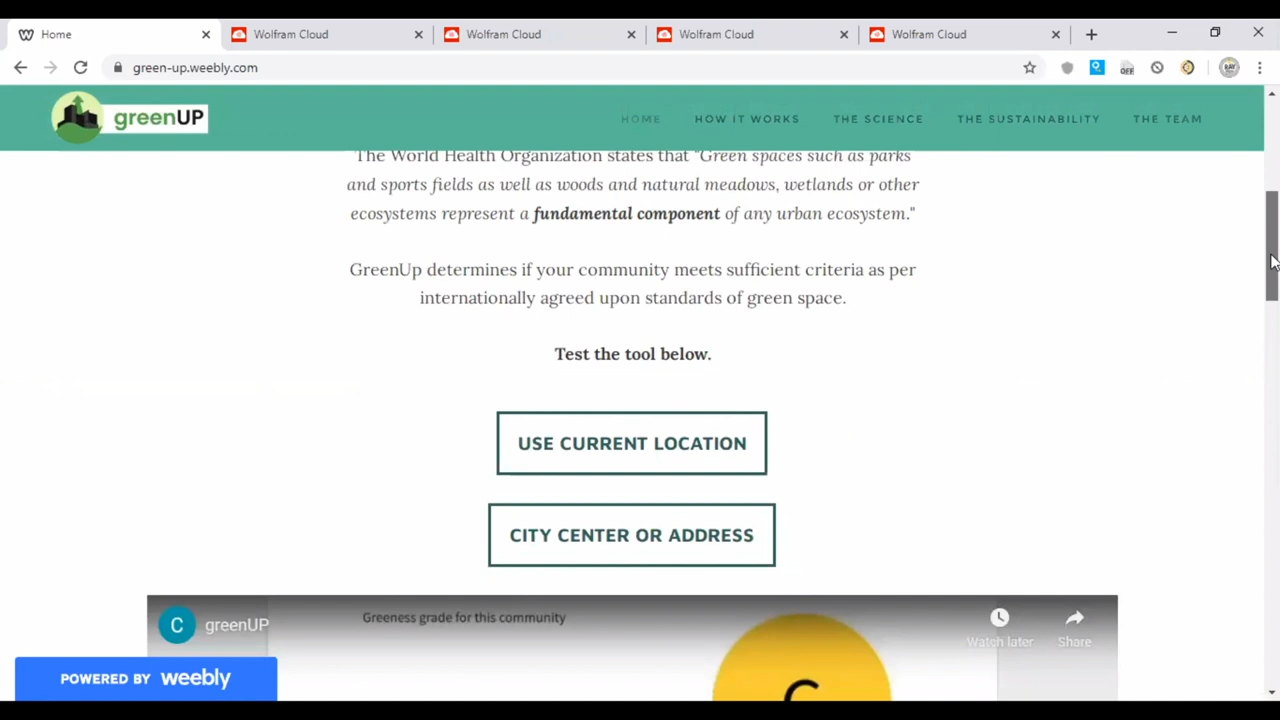 Home
Wolfram Cloud
Wolfram Cloud
Wolfram Cloud
Wolfram Cloud
green-up.weebly.com
OFF
greenUP
HOME
HOW IT WORKS
THE SCIENCE
THE SUSTAINABILITY
THE TEAM
The World Health Organization states that "Green spaces such as parks
and sports fields as well as woods and natural meadows, wetlands or other
ecosystems represent a fundamental component of any urban ecosystem."
GreenUp determines if your community meets sufficient criteria as per
internationally agreed upon standards of green space.
Test the tool below.
USE CURRENT LOCATION
CITY CENTER OR ADDRESS
C
greenUP
Greeness grade for this community
Watch later
Share
C
POWERED BY weebly